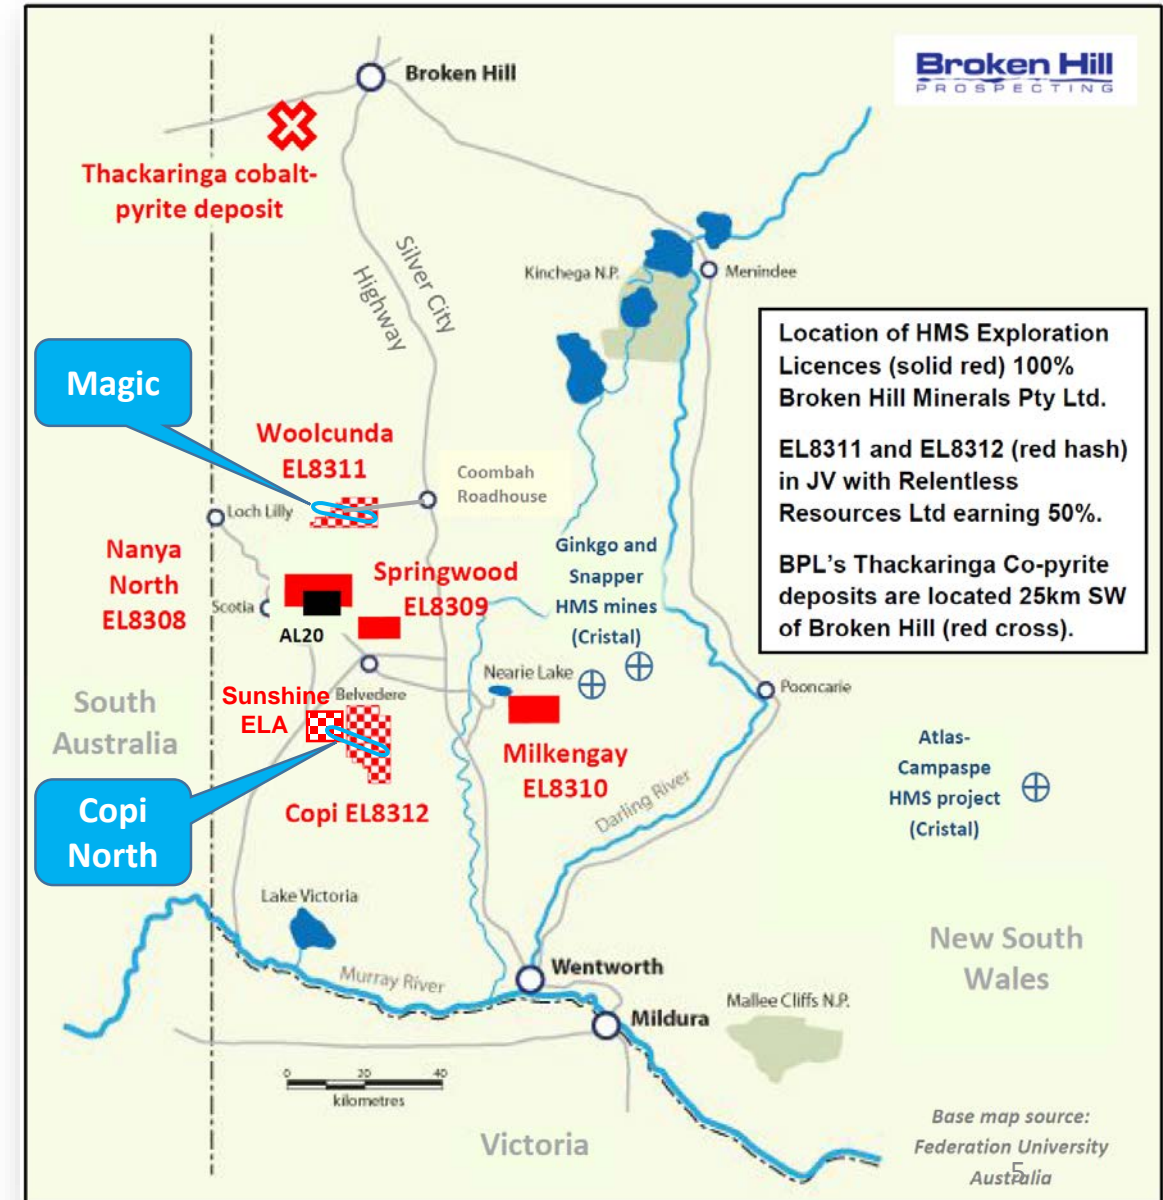 Broken Hill
PROSPECTING
Broken Hill
Thackaringa cobalt-
pyrite deposit
Silver City
Highway
Kinchega N.P.
Menindee
Location of HMS Exploration
Licences (solid red) 100%
Broken Hill Minerals Pty Ltd.
EL8311 and EL8312 (red hash)
in JV with Relentless
Resources Ltd earning 50%.
BPL’s Thackaringa Co-pyrite
deposits are located 25km SW
of Broken Hill (red cross).
Magic
Woolcunda
EL8311
Coombah
Roadhouse
Loch Lilly
Nanya
North
EL8308
Scotia
AL20
Springwood
EL8309
Ginkgo and
Snapper
HMS mines
(Cristal)
Nearie Lake
Pooncarie
Sunshine
ELA
Belvedere
South
Australia
Milkengay
EL8310
Atlas-
Campaspe
HMS project
(Cristal)
Copi
North
Copi EL8312
Darling River
Lake Victoria
New South
Wales
Murray River
Wentworth
Mallee Cliffs N.P.
Mildura
0 20 40
kilometres
Victoria
Base map source:
Federation University
Australia
5